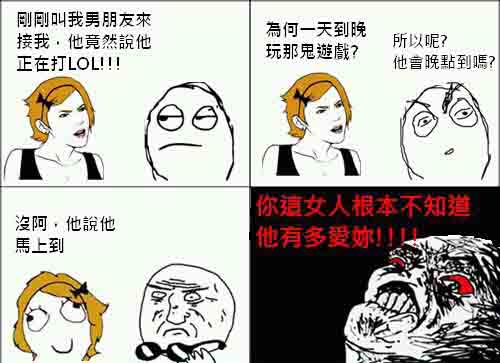 剛剛叫我男朋友來
接我，他竟然說他
正在打LOL!!!
為何一天到晚
玩那鬼遊戲?
所以呢?
他會晚點到嗎?
沒阿，他說他
馬上到
你這女人根本不知道
他有多愛妳!!!!